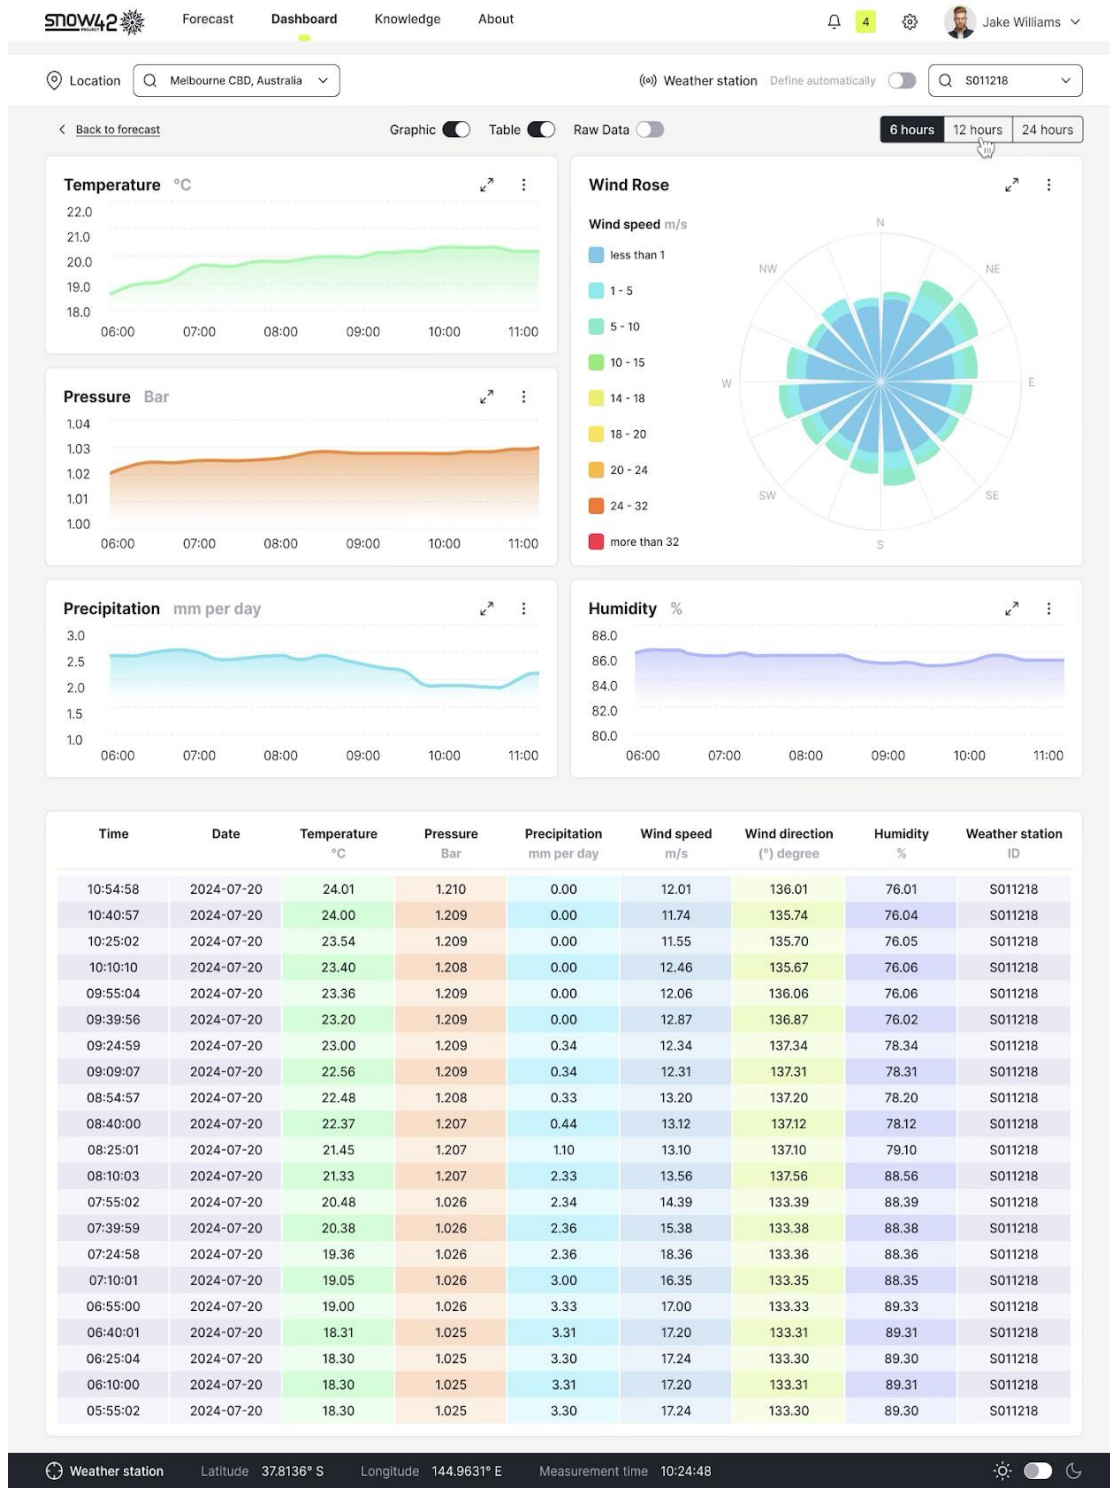 SNOW42 Forecast Dashboard Knowledge About 4 Jake Williams
PROJECT
Location Melbourne CBD, Australia Weather station Define automatically S011218
Back to forecast Graphic Table Raw Data 6 hours 12 hours 24 hours
Temperature °C
22.0
21.0
20.0
19.0
18.0
06:00 07:00 08:00 09:00 10:00 11:00
Wind Rose
Wind speed m/s
less than 1
1 - 5
5 - 10
10 - 15
14 - 18
18 - 20
20 - 24
24 - 32
more than 32
N
NW NE
W E
SW SE
S
Pressure Bar
1.04
1.03
1.02
1.01
1.00
06:00 07:00 08:00 09:00 10:00 11:00
Precipitation mm per day
3.0
2.5
2.0
1.5
1.0
06:00 07:00 08:00 09:00 10:00 11:00
Humidity %
88.0
86.0
84.0
82.0
80.0
06:00 07:00 08:00 09:00 10:00 11:00
Time Date Temperature Pressure Precipitation Wind speed Wind direction Humidity Weather station
°C Bar mm per day m/s (°) degree % ID
10:54:58 2024-07-20 24.01 1.210 0.00 12.01 136.01 76.01 S011218
10:40:57 2024-07-20 24.00 1.209 0.00 11.74 135.74 76.04 S011218
10:25:02 2024-07-20 23.54 1.209 0.00 11.55 135.70 76.05 S011218
10:10:10 2024-07-20 23.40 1.208 0.00 12.46 135.67 76.06 S011218
09:55:04 2024-07-20 23.36 1.209 0.00 12.06 136.06 76.06 S011218
09:39:56 2024-07-20 23.20 1.209 0.00 12.87 136.87 76.02 S011218
09:24:59 2024-07-20 23.00 1.209 0.34 12.34 137.34 78.34 S011218
09:09:07 2024-07-20 22.56 1.209 0.34 12.31 137.31 78.31 S011218
08:54:57 2024-07-20 22.48 1.208 0.33 13.20 137.20 78.20 S011218
08:40:00 2024-07-20 22.37 1.207 0.44 13.12 137.12 78.12 S011218
08:25:01 2024-07-20 21.45 1.207 1.10 13.10 137.10 79.10 S011218
08:10:03 2024-07-20 21.33 1.207 2.33 13.56 137.56 88.56 S011218
07:55:02 2024-07-20 20.48 1.026 2.34 14.39 133.39 88.39 S011218
07:39:59 2024-07-20 20.38 1.026 2.36 15.38 133.38 88.38 S011218
07:24:58 2024-07-20 19.36 1.026 2.36 18.36 133.36 88.36 S011218
07:10:01 2024-07-20 19.05 1.026 3.00 16.35 133.35 88.35 S011218
06:55:00 2024-07-20 19.00 1.026 3.33 17.00 133.33 89.33 S011218
06:40:01 2024-07-20 18.31 1.025 3.31 17.20 133.31 89.31 S011218
06:25:04 2024-07-20 18.30 1.025 3.30 17.24 133.30 89.30 S011218
06:10:00 2024-07-20 18.30 1.025 3.31 17.20 133.31 89.31 S011218
05:55:02 2024-07-20 18.30 1.025 3.30 17.24 133.30 89.30 S011218
Weather station Latitude 37.8136° S Longitude 144.9631° E Measurement time 10:24:48